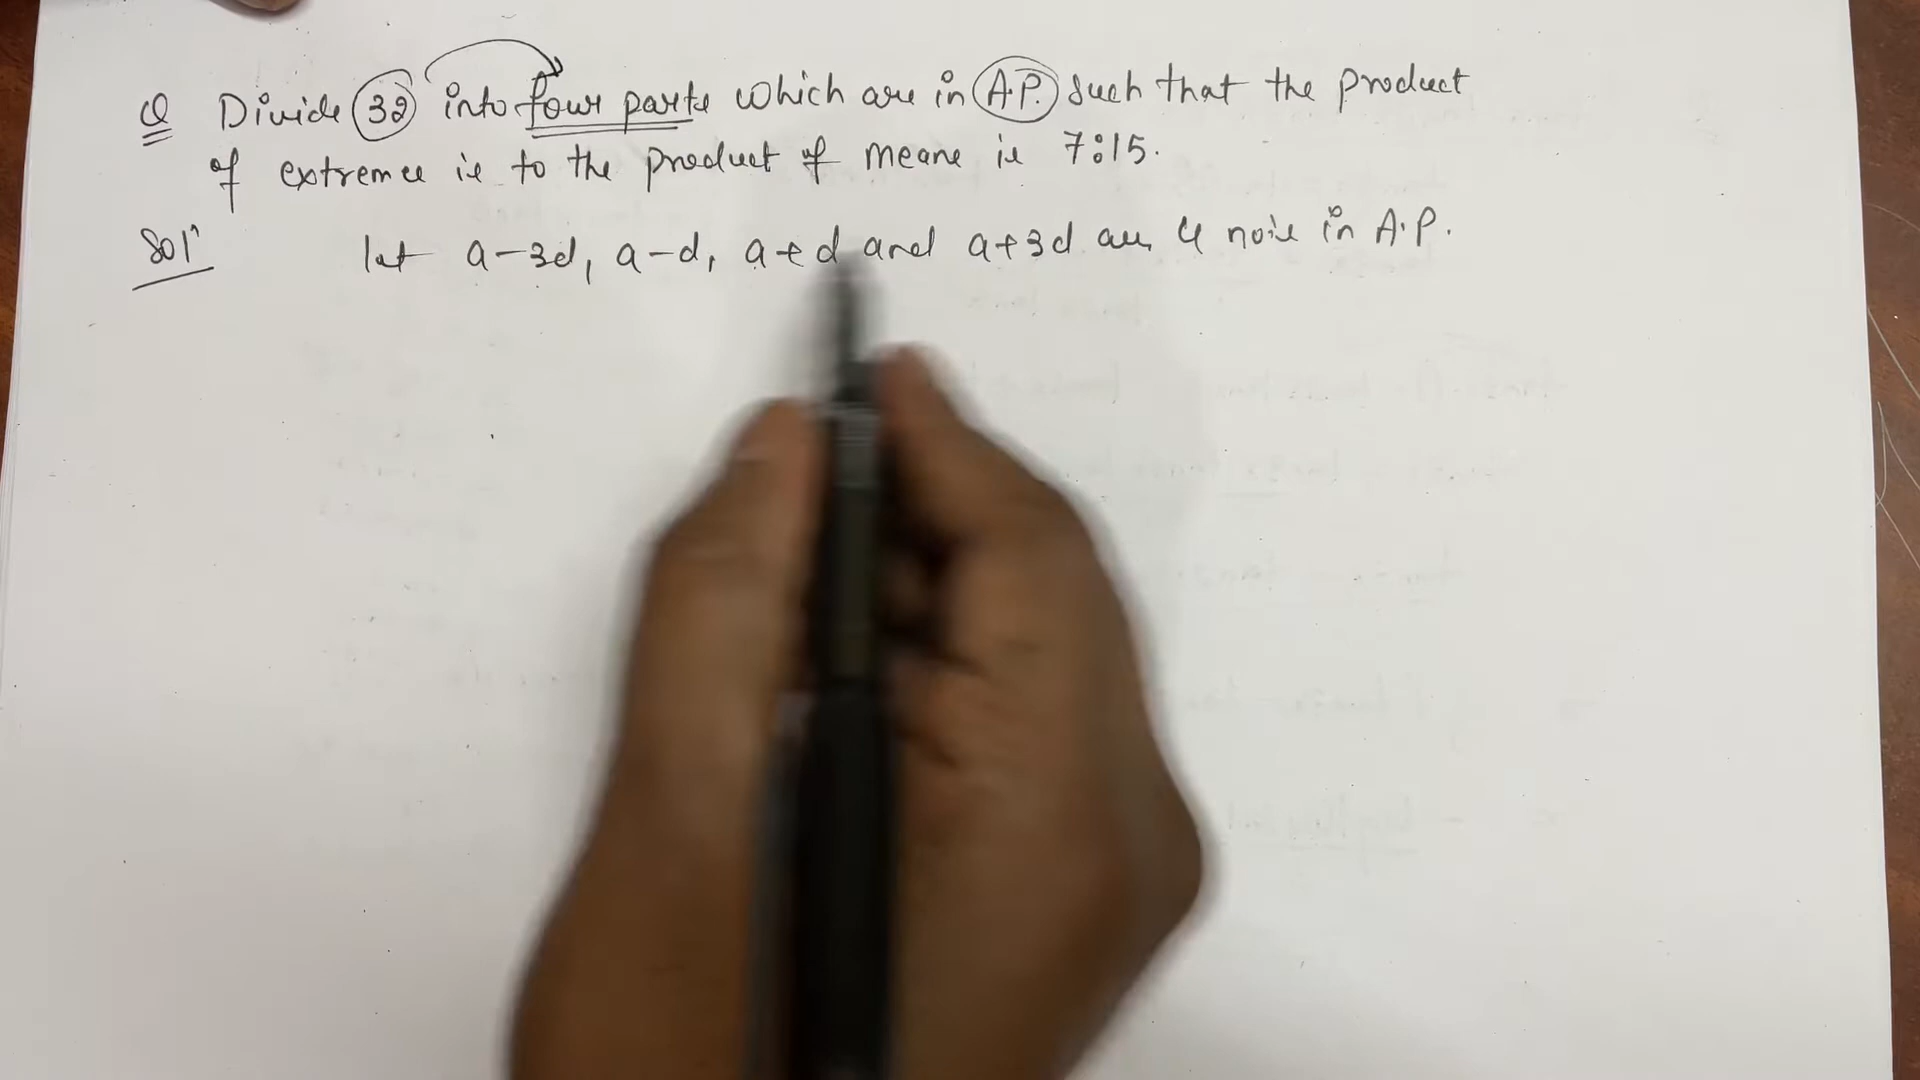 Q Divide 32 into four parts which are in A.P. such that the product
of extremes is to the product of means is 7:15.
Solⁿ let a-3d, a-d, a+d and a+3d are 4 no's in A.P.